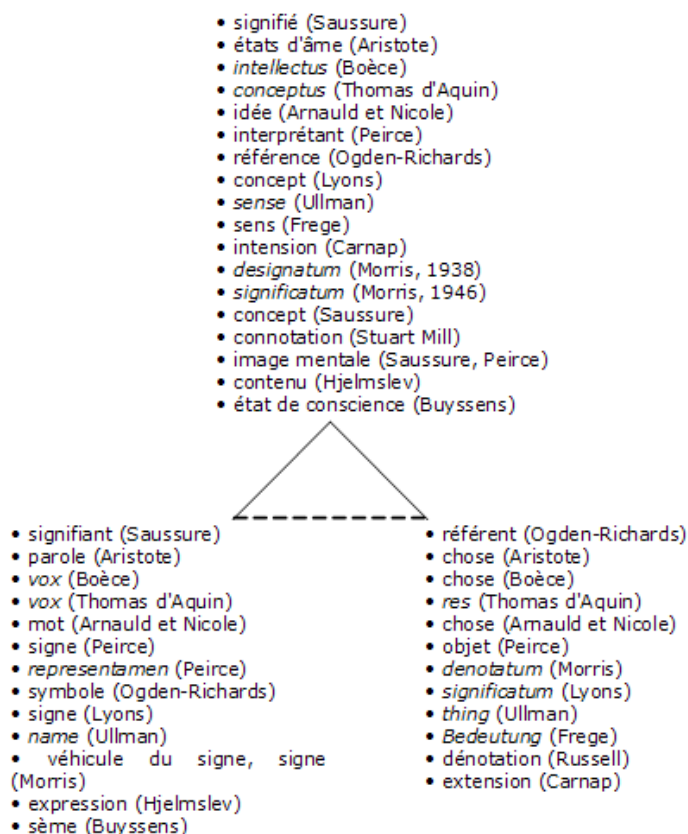 • signifié (Saussure)
• états d'âme (Aristote)
• intellectus (Boèce)
• conceptus (Thomas d'Aquin)
• idée (Arnauld et Nicole)
• interprétant (Peirce)
• référence (Ogden-Richards)
• concept (Lyons)
• sense (Ullman)
• sens (Frege)
• intension (Carnap)
• designatum (Morris, 1938)
• significatum (Morris, 1946)
• concept (Saussure)
• connotation (Stuart Mill)
• image mentale (Saussure, Peirce)
• contenu (Hjelmslev)
• état de conscience (Buyssens)
• signifiant (Saussure)
• parole (Aristote)
• vox (Boèce)
• vox (Thomas d'Aquin)
• mot (Arnauld et Nicole)
• signe (Peirce)
• representamen (Peirce)
• symbole (Ogden-Richards)
• signe (Lyons)
• name (Ullman)
• véhicule du signe, signe
(Morris)
• expression (Hjelmslev)
• sème (Buyssens)
• référent (Ogden-Richards)
• chose (Aristote)
• chose (Boèce)
• res (Thomas d'Aquin)
• chose (Arnauld et Nicole)
• objet (Peirce)
• denotatum (Morris)
• significatum (Lyons)
• thing (Ullman)
• Bedeutung (Frege)
• dénotation (Russell)
• extension (Carnap)